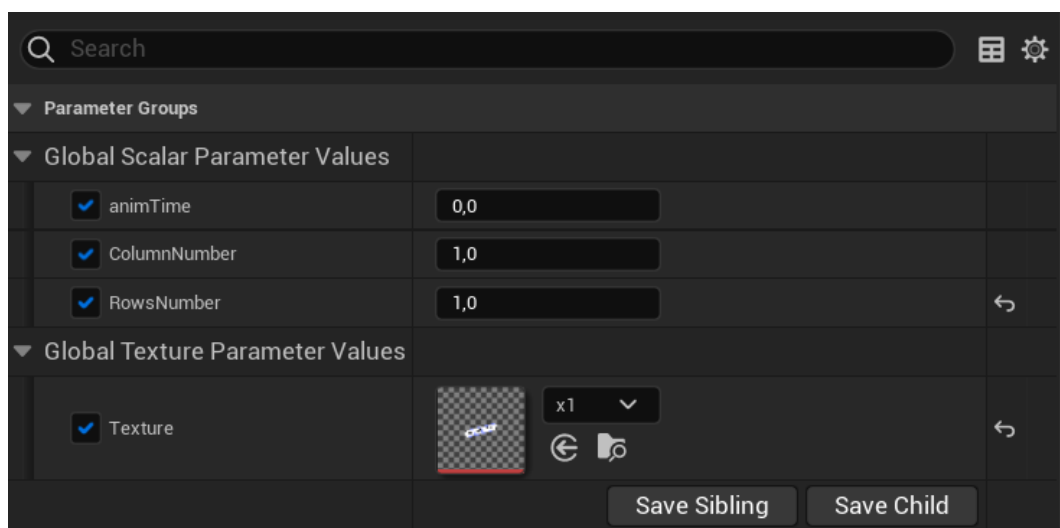 Search
Parameter Groups
Global Scalar Parameter Values
animTime 0,0
ColumnNumber 1,0
RowsNumber 1,0
Global Texture Parameter Values
x1
Texture
Save Sibling Save Child